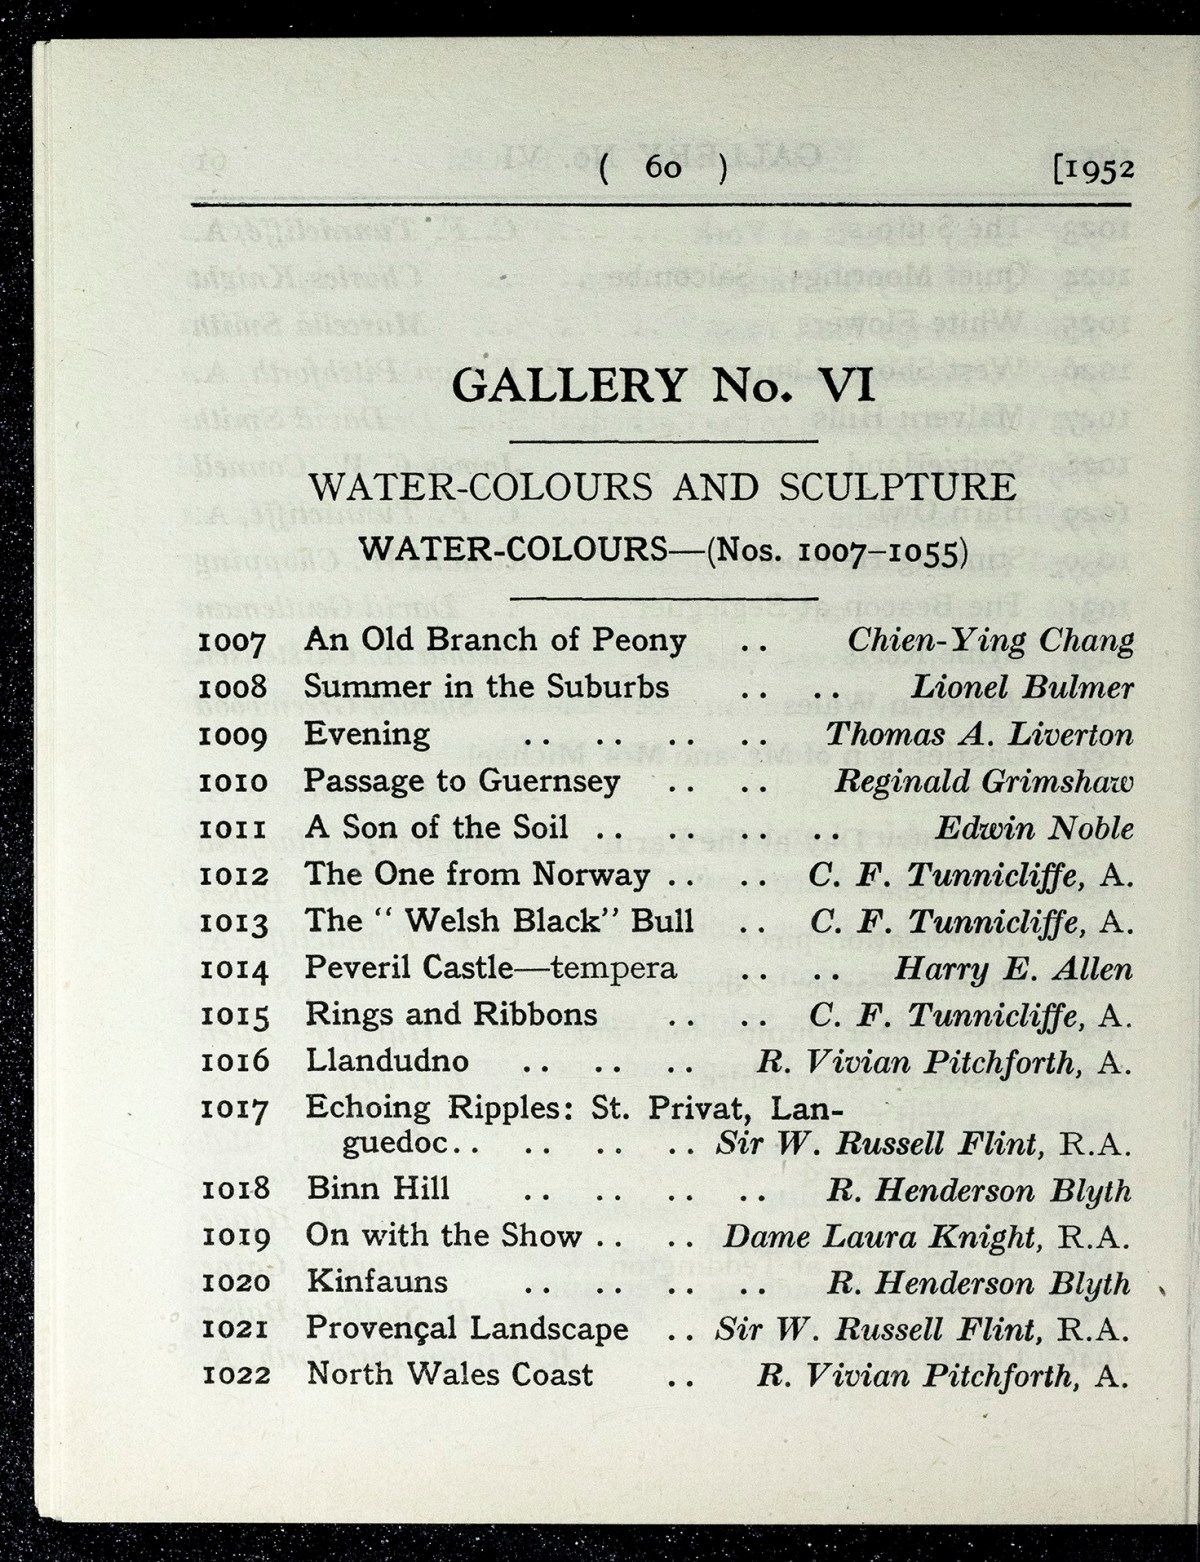 ( 60 ) [1952
GALLERY No. VI
WATER-COLOURS AND SCULPTURE
WATER-COLOURS—(Nos. 1007–1055)
1007 An Old Branch of Peony .. Chien-Ying Chang
1008 Summer in the Suburbs .. .. Lionel Bulmer
1009 Evening .. .. .. .. Thomas A. Liverton
1010 Passage to Guernsey .. .. Reginald Grimshaw
1011 A Son of the Soil .. .. .. .. Edwin Noble
1012 The One from Norway .. .. C. F. Tunnicliffe, A.
1013 The “ Welsh Black” Bull .. C. F. Tunnicliffe, A.
1014 Peveril Castle—tempera .. .. Harry E. Allen
1015 Rings and Ribbons .. .. C. F. Tunnicliffe, A.
1016 Llandudno .. .. .. R. Vivian Pitchforth, A.
1017 Echoing Ripples: St. Privat, Lan-
guedoc.. .. .. .. Sir W. Russell Flint, R.A.
1018 Binn Hill .. .. .. .. R. Henderson Blyth
1019 On with the Show .. .. Dame Laura Knight, R.A.
1020 Kinfauns .. .. .. .. R. Henderson Blyth
1021 Provençal Landscape .. Sir W. Russell Flint, R.A.
1022 North Wales Coast .. R. Vivian Pitchforth, A.